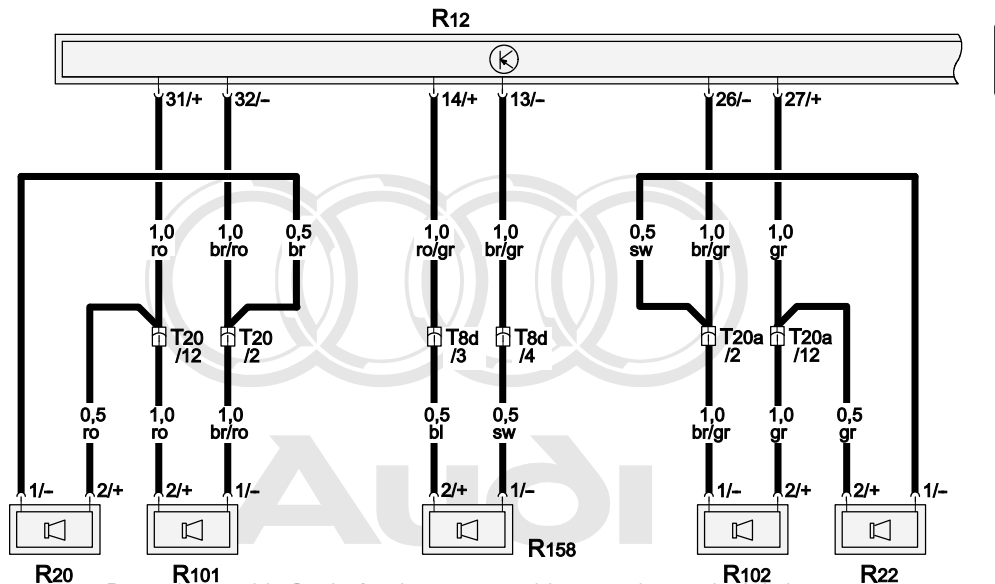 R12
31/+ 32/– 14/+ 13/– 26/– 27/+
1,0 1,0 0,5 1,0 1,0 0,5 1,0 1,0
ro br/ro br ro/gr br/gr sw br/gr gr
T20 T20 T8d T8d T20a T20a
/12 /2 /3 /4 /2 /12
0,5 1,0 1,0 0,5 0,5 1,0 1,0 0,5
ro ro br/ro bl sw br/gr gr gr
1/– 2/+ 2/+ 1/– 2/+ 1/– 1/– 2/+ 2/+ 1/–
Audi
R158
R20 R101 R102 R22